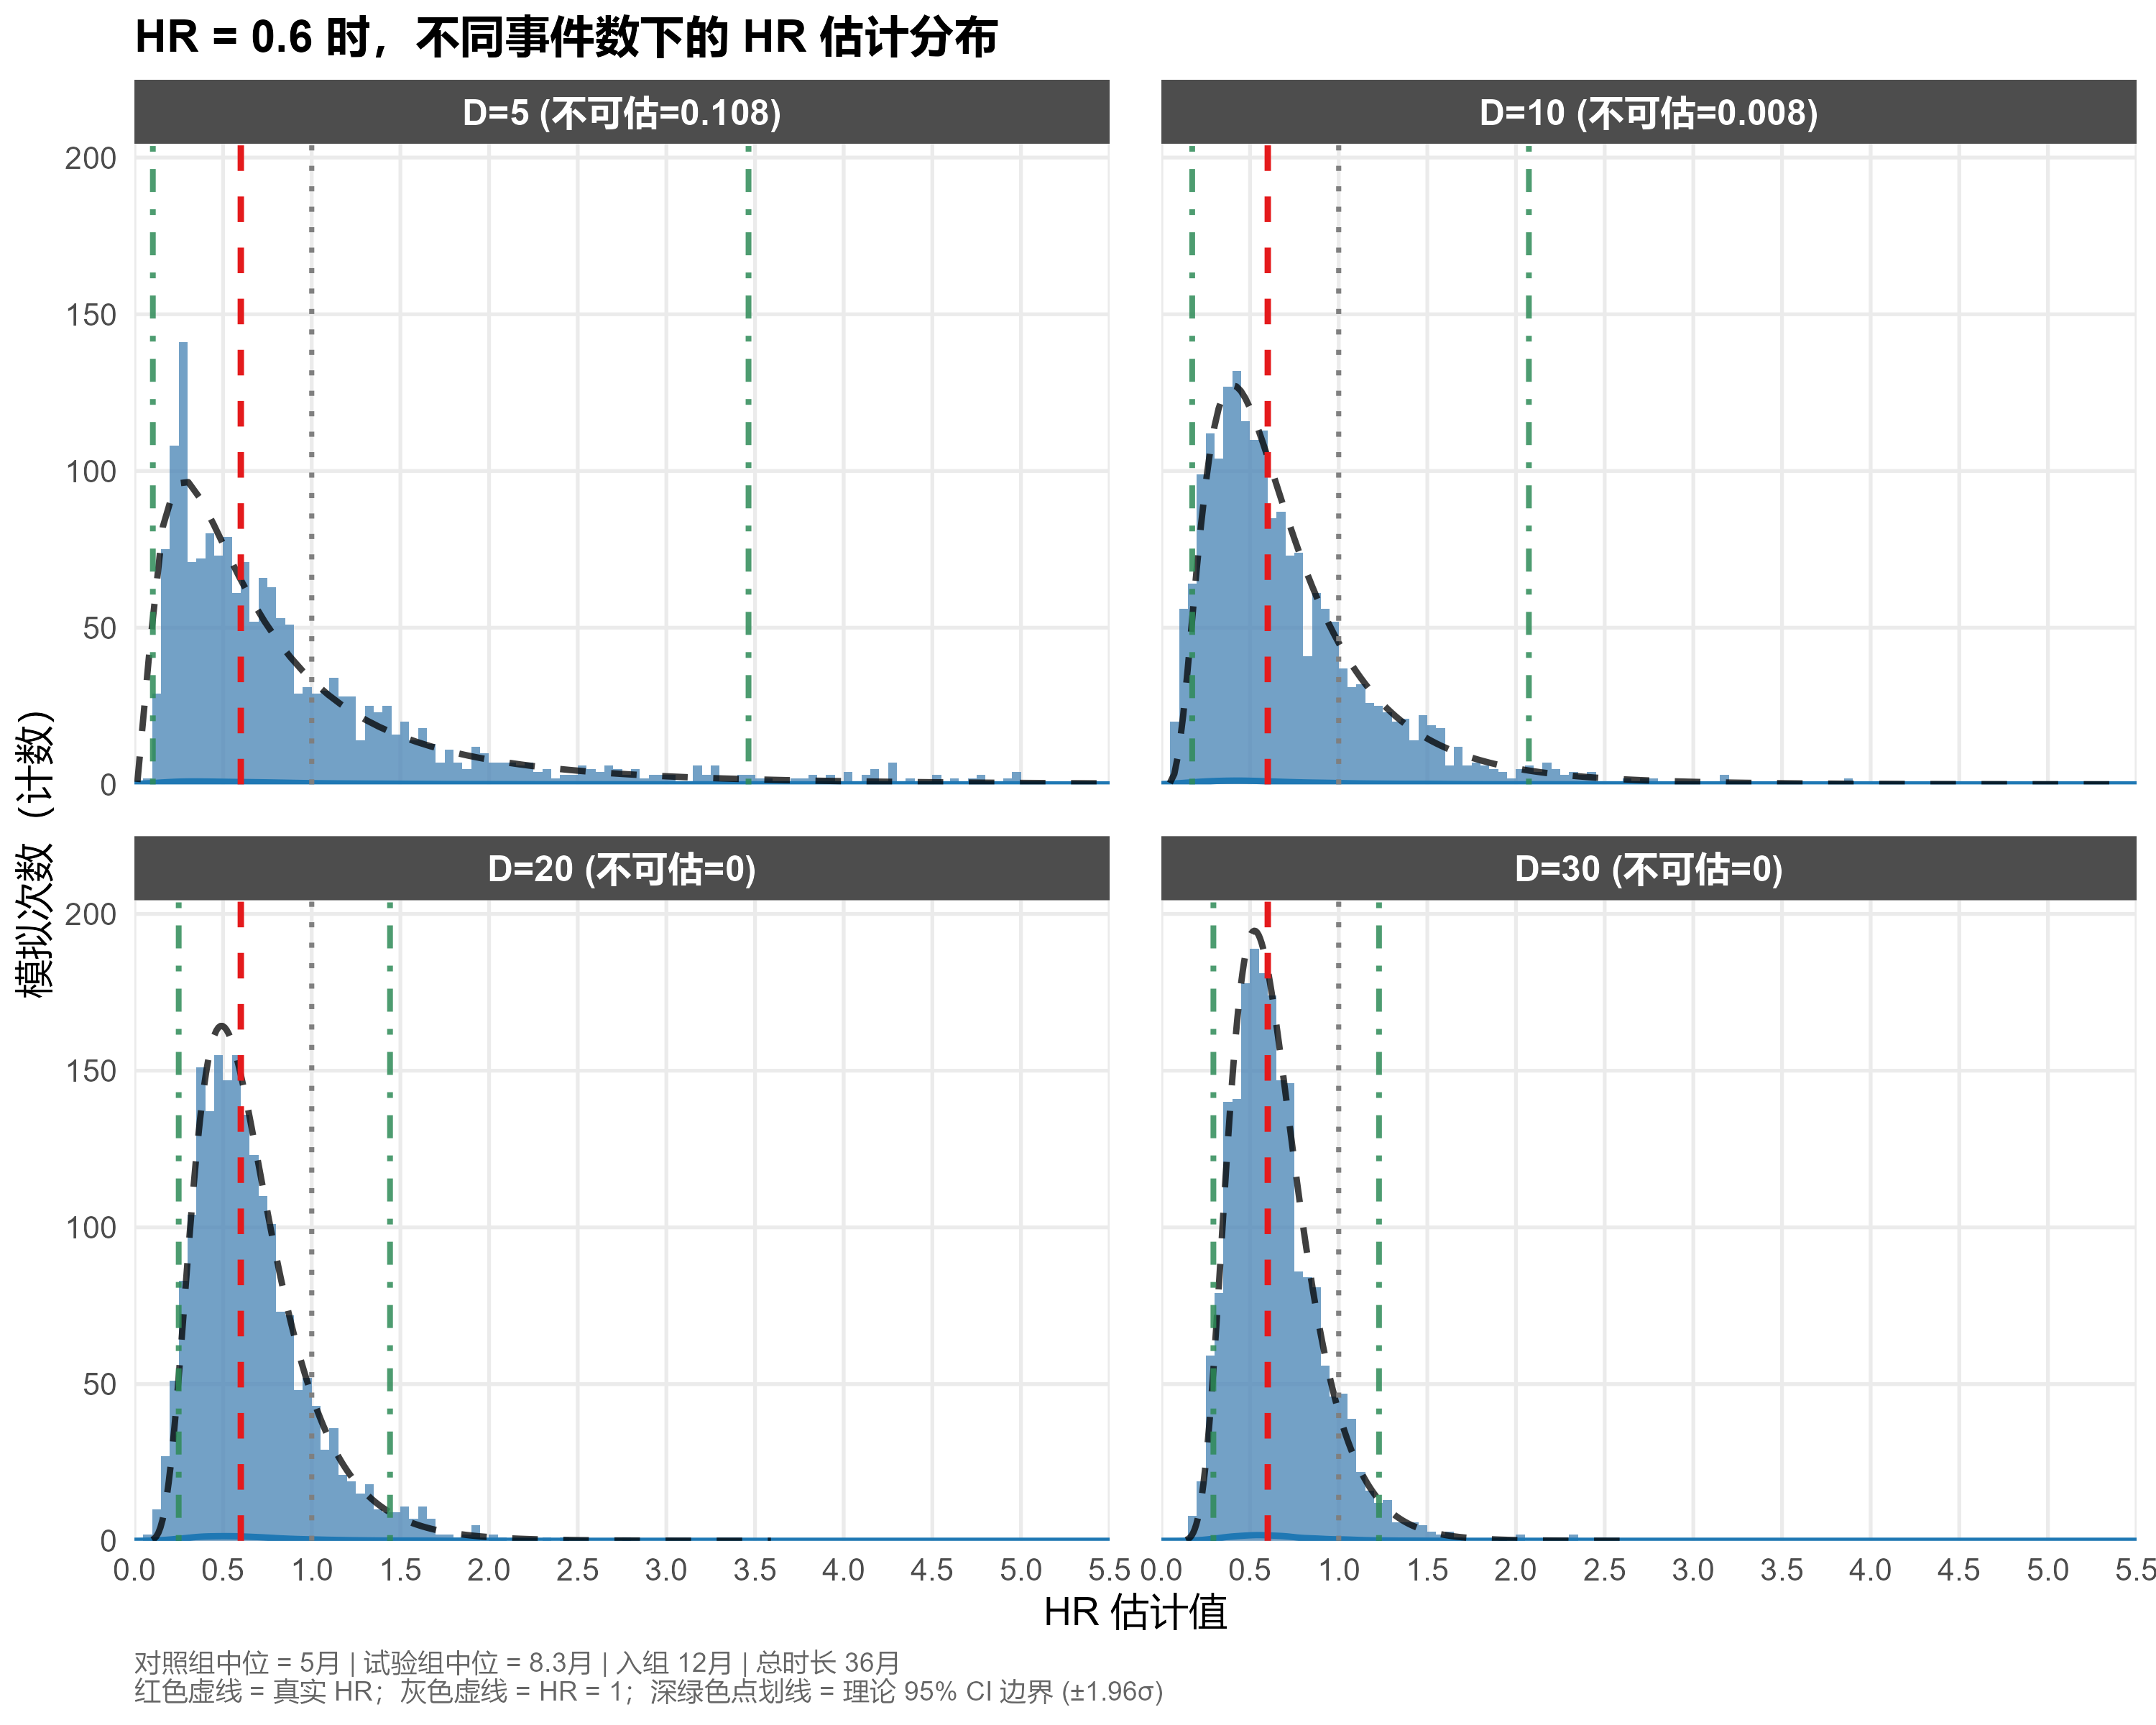 HR = 0.6 时，不同事件数下的 HR 估计分布
D=5 (不可估=0.108)
D=10 (不可估=0.008)
200
150
100
50
0
D=20 (不可估=0)
D=30 (不可估=0)
200
150
100
50
0
模拟次数（计数）
0.0 0.5 1.0 1.5 2.0 2.5 3.0 3.5 4.0 4.5 5.0 5.5
0.0 0.5 1.0 1.5 2.0 2.5 3.0 3.5 4.0 4.5 5.0 5.5
HR 估计值
对照组中位 = 5月 | 试验组中位 = 8.3月 | 入组 12月 | 总时长 36月
红色虚线 = 真实 HR；灰色虚线 = HR = 1；深绿色点划线 = 理论 95% CI 边界 (±1.96σ)